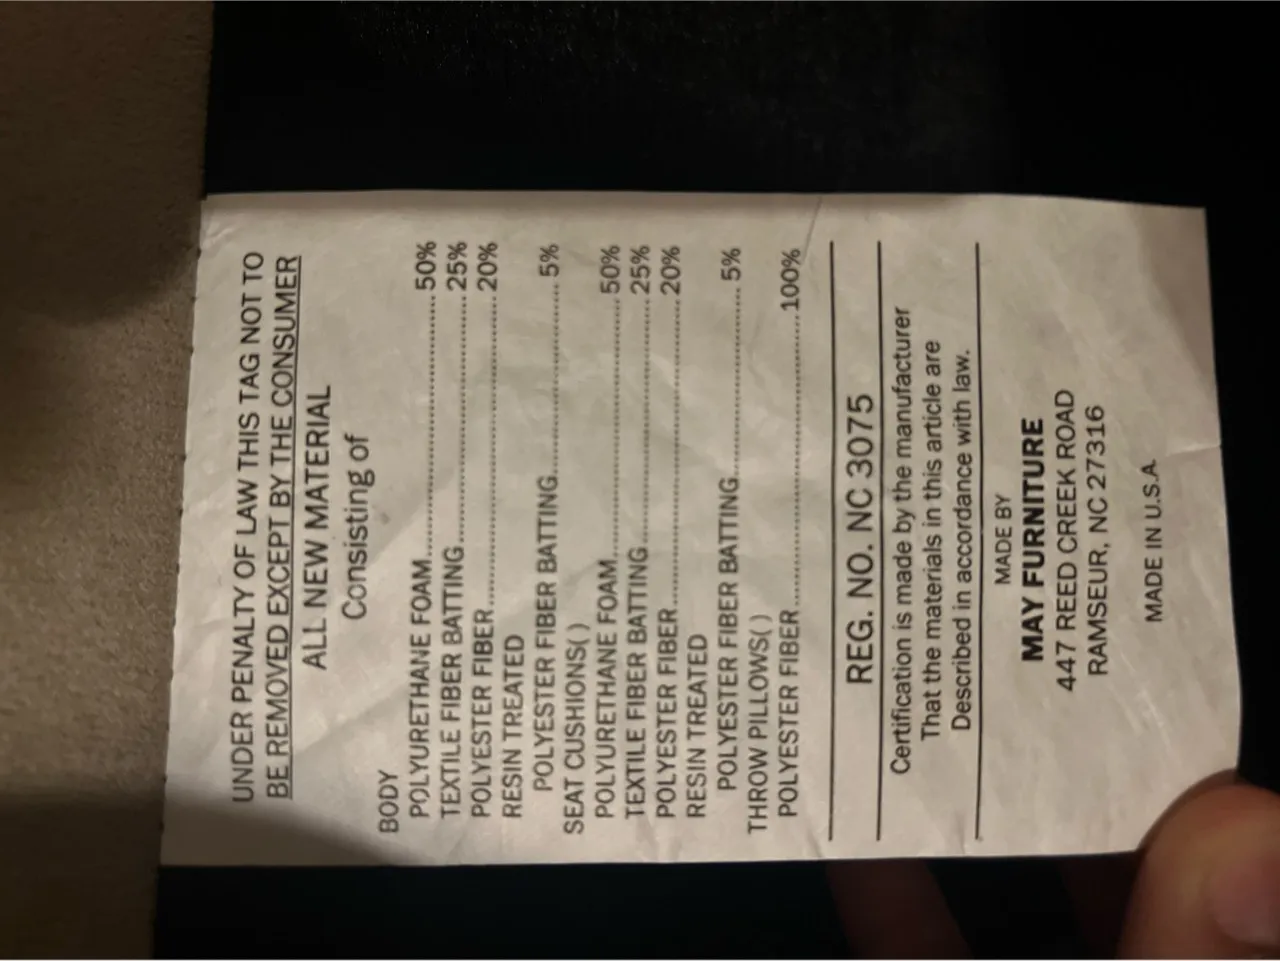 UNDER PENALTY OF LAW THIS TAG NOT TO
BE REMOVED EXCEPT BY THE CONSUMER
ALL NEW MATERIAL
Consisting of
BODY
POLYURETHANE FOAM........................................50%
TEXTILE FIBER BATTING........................................25%
POLYESTER FIBER........................................20%
RESIN TREATED
POLYESTER FIBER BATTING........................................5%
SEAT CUSHIONS( )
POLYURETHANE FOAM........................................50%
TEXTILE FIBER BATTING........................................25%
POLYESTER FIBER........................................20%
RESIN TREATED
POLYESTER FIBER BATTING........................................5%
THROW PILLOWS( )
POLYESTER FIBER........................................100%
REG. NO. NC 3075
Certification is made by the manufacturer
That the materials in this article are
Described in accordance with law.
MADE BY
MAY FURNITURE
447 REED CREEK ROAD
RAMSEUR, NC 27316
MADE IN U.S.A.